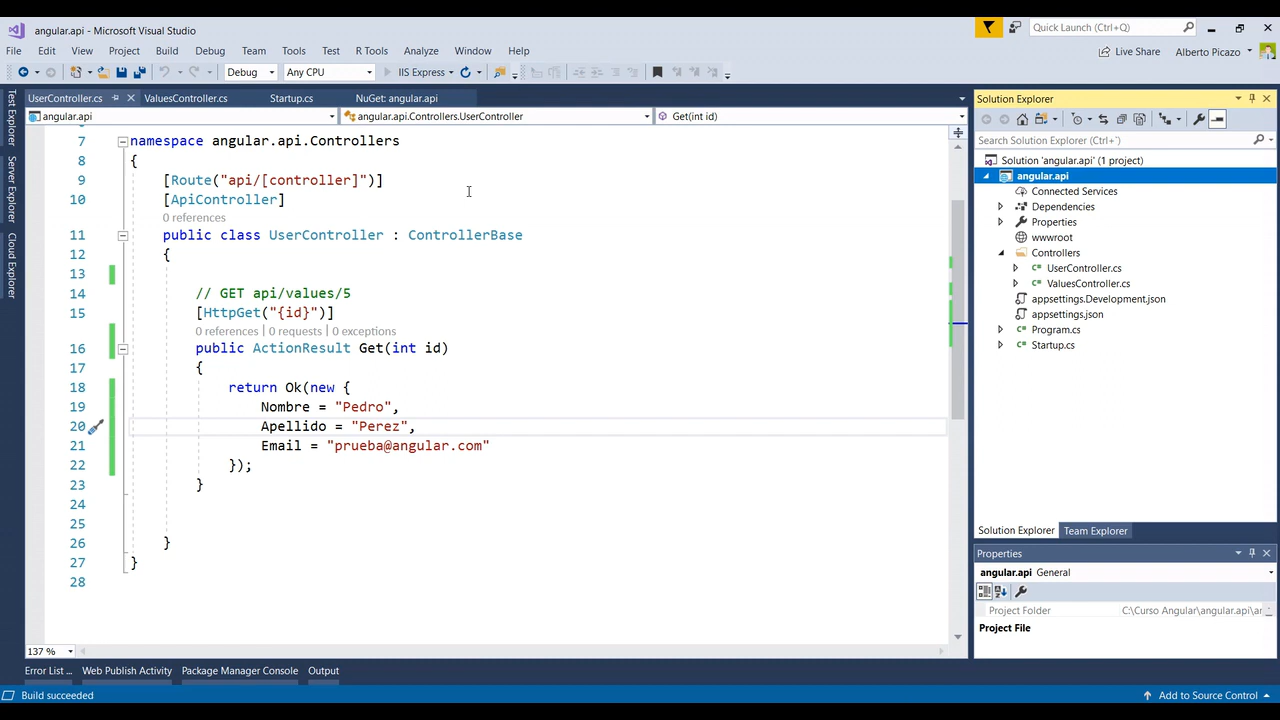 angular.api - Microsoft Visual Studio
Quick Launch (Ctrl+Q)
File Edit View Project Build Debug Team Tools Test R Tools Analyze Window Help
Live Share Alberto Picazo
Debug Any CPU IIS Express
Test Explorer
Server Explorer
Cloud Explorer
UserController.cs ValuesController.cs Startup.cs NuGet: angular.api
angular.api angular.api.Controllers.UserController Get(int id)
7 namespace angular.api.Controllers
8 {
9 [Route("api/[controller]")]
10 [ApiController]
0 references
11 public class UserController : ControllerBase
12 {
13
14 // GET api/values/5
15 [HttpGet("{id}")]
0 references | 0 requests | 0 exceptions
16 public ActionResult Get(int id)
17 {
18 return Ok(new {
19 Nombre = "Pedro",
20 Apellido = "Perez",
21 Email = "prueba@angular.com"
22 });
23 }
24
25
26 }
27 }
28
137 %
Error List ... Web Publish Activity Package Manager Console Output
Build succeeded
Add to Source Control
Solution Explorer
Search Solution Explorer (Ctrl+')
Solution 'angular.api' (1 project)
angular.api
Connected Services
Dependencies
Properties
wwwroot
Controllers
C# UserController.cs
C# ValuesController.cs
appsettings.Development.json
appsettings.json
C# Program.cs
C# Startup.cs
Solution Explorer Team Explorer
Properties
angular.api General
Project Folder C:\Curso Angular\angular.api\ar
Project File